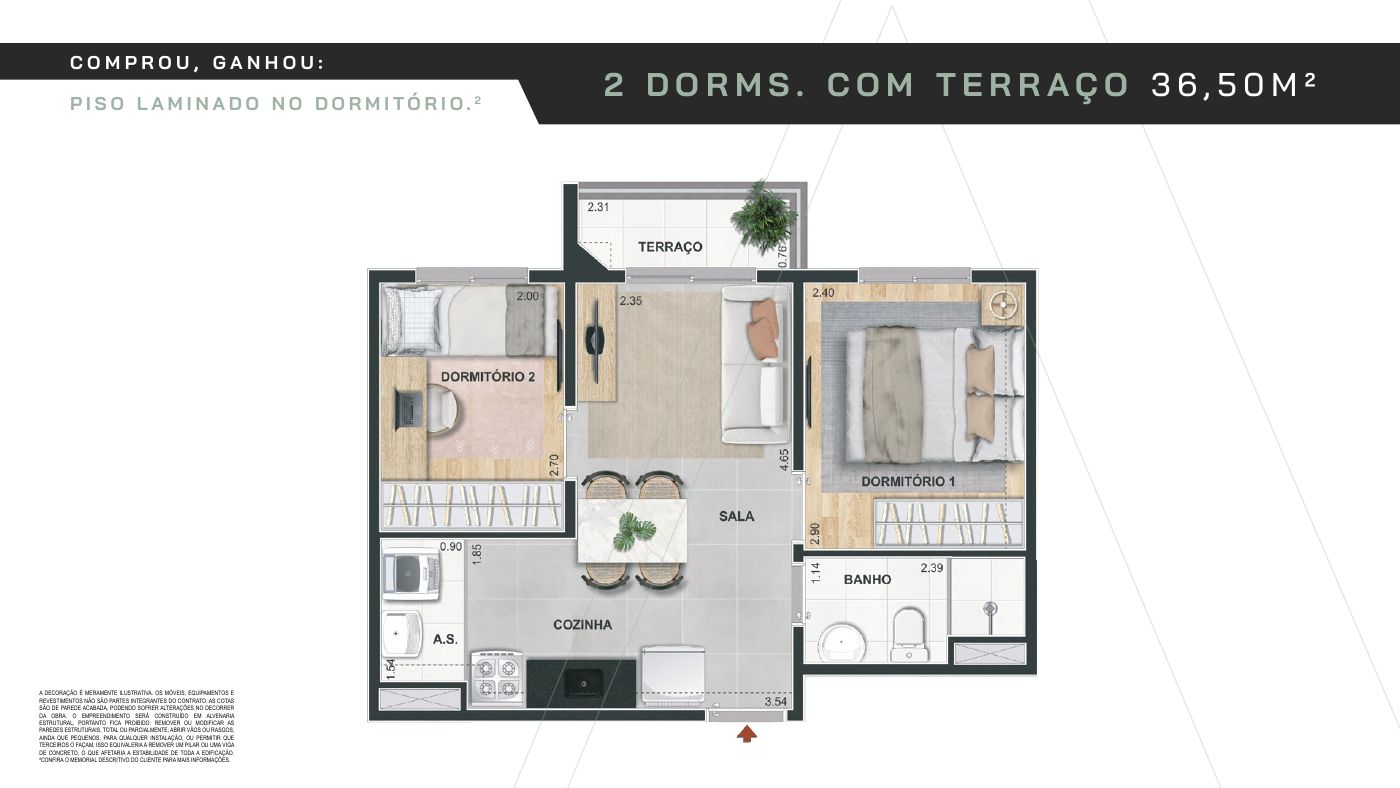 COMPROU, GANHOU:
PISO LAMINADO NO DORMITÓRIO.²
2 DORMS. COM TERRAÇO 36,50M²
2.31
TERRAÇO
0.76
2.00
2.35
2.40
DORMITÓRIO 2
2.70
4.65
DORMITÓRIO 1
SALA
2.90
0.90
1.85
1.14
BANHO
2.39
COZINHA
A.S.
1.54
3.54
A DECORAÇÃO É MERAMENTE ILUSTRATIVA. OS MÓVEIS, EQUIPAMENTOS E
REVESTIMENTOS NÃO SÃO PARTES INTEGRANTES DO CONTRATO. AS COTAS
SÃO DE PAREDE ACABADA, PODENDO SOFRER ALTERAÇÕES NO DECORRER
DA OBRA. O EMPREENDIMENTO SERÁ CONSTRUÍDO EM ALVENARIA
ESTRUTURAL, PORTANTO FICA PROIBIDO: REMOVER OU MODIFICAR AS
PAREDES ESTRUTURAIS, TOTAL OU PARCIALMENTE; ABRIR VÃOS OU RASGOS,
AINDA QUE PEQUENOS, PARA QUALQUER INSTALAÇÃO, OU PERMITIR QUE
TERCEIROS O FAÇAM, ISSO EQUIVALERIA A REMOVER UM PILAR OU UMA VIGA
DE CONCRETO, O QUE AFETARIA A ESTABILIDADE DE TODA A EDIFICAÇÃO.
²CONFIRA O MEMORIAL DESCRITIVO DO CLIENTE PARA MAIS INFORMAÇÕES.